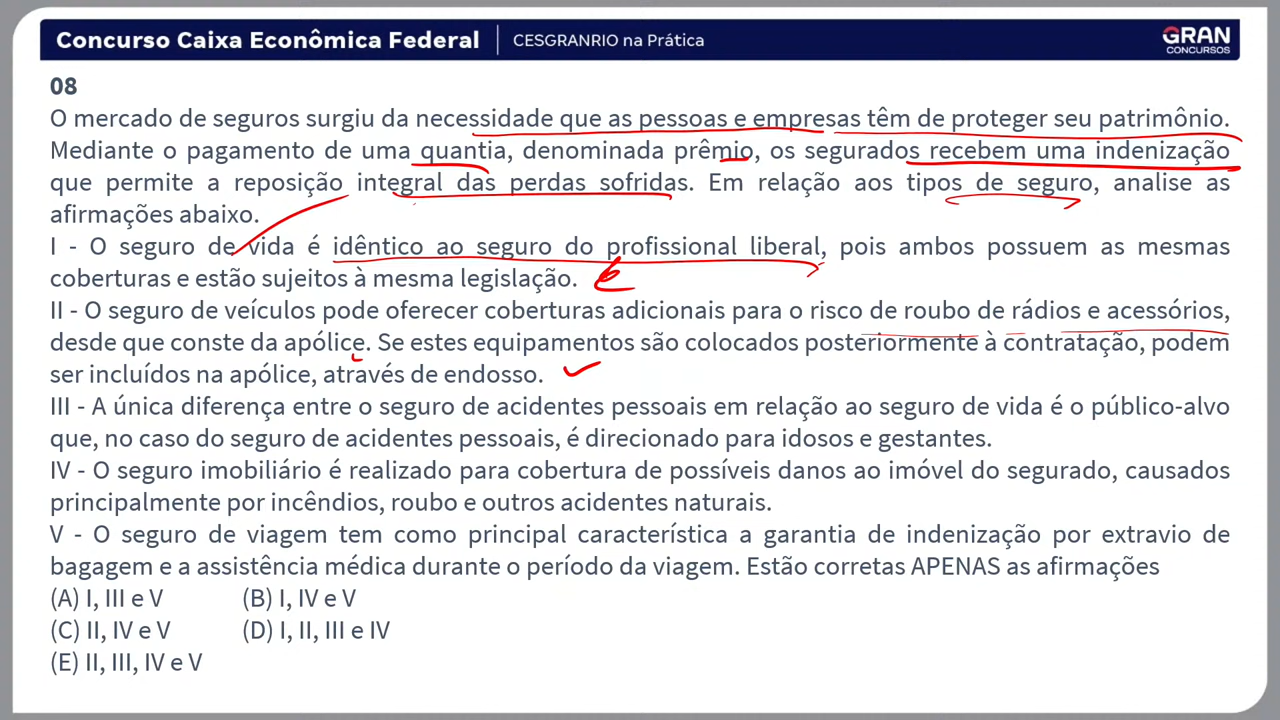 Concurso Caixa Econômica Federal | CESGRANRIO na Prática
GRAN CONCURSOS
08
O mercado de seguros surgiu da necessidade que as pessoas e empresas têm de proteger seu patrimônio.
Mediante o pagamento de uma quantia, denominada prêmio, os segurados recebem uma indenização
que permite a reposição integral das perdas sofridas. Em relação aos tipos de seguro, analise as
afirmações abaixo.
I - O seguro de vida é idêntico ao seguro do profissional liberal, pois ambos possuem as mesmas
coberturas e estão sujeitos à mesma legislação.
II - O seguro de veículos pode oferecer coberturas adicionais para o risco de roubo de rádios e acessórios,
desde que conste da apólice. Se estes equipamentos são colocados posteriormente à contratação, podem
ser incluídos na apólice, através de endosso.
III - A única diferença entre o seguro de acidentes pessoais em relação ao seguro de vida é o público-alvo
que, no caso do seguro de acidentes pessoais, é direcionado para idosos e gestantes.
IV - O seguro imobiliário é realizado para cobertura de possíveis danos ao imóvel do segurado, causados
principalmente por incêndios, roubo e outros acidentes naturais.
V - O seguro de viagem tem como principal característica a garantia de indenização por extravio de
bagagem e a assistência médica durante o período da viagem. Estão corretas APENAS as afirmações
(A) I, III e V (B) I, IV e V
(C) II, IV e V (D) I, II, III e IV
(E) II, III, IV e V